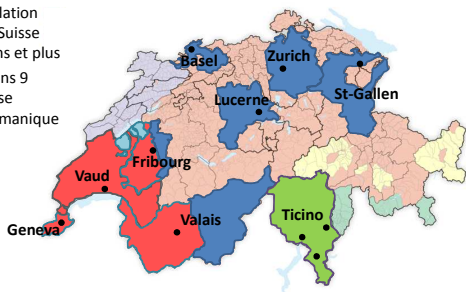 lation
Suisse
ns et plus
ns 9
se
manique
Basel
Zurich
Lucerne
St-Gallen
Fribourg
Vaud
Geneva
Valais
Ticino